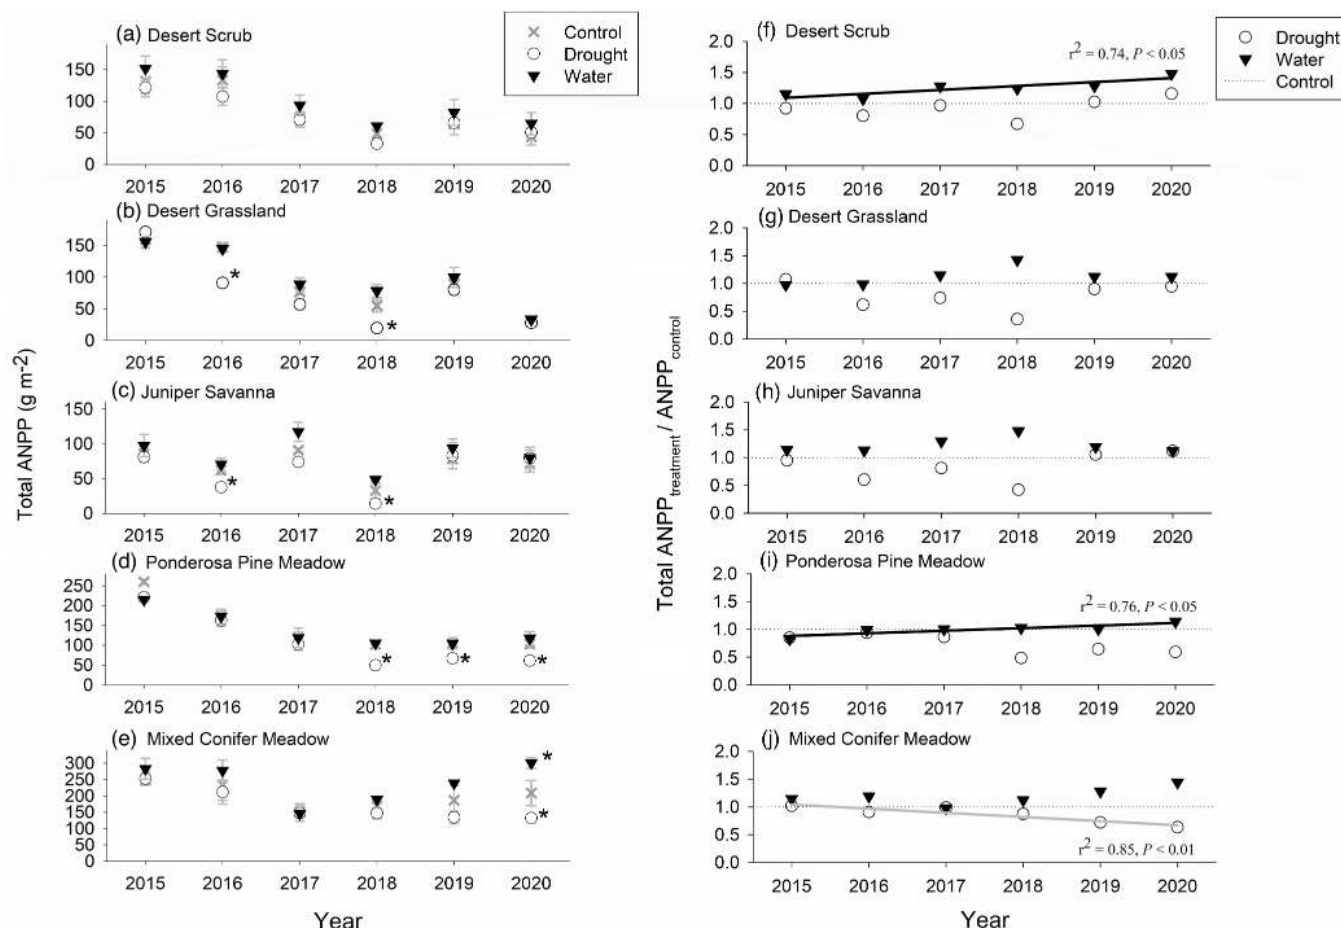 (a) Desert Scrub
Control
Drought
Water
150
100
50
0
2015 2016 2017 2018 2019 2020
(b) Desert Grassland
150
100
50
0
*
*
2015 2016 2017 2018 2019 2020
(c) Juniper Savanna
150
100
50
0
*
*
2015 2016 2017 2018 2019 2020
(d) Ponderosa Pine Meadow
250
200
150
100
50
0
* * *
2015 2016 2017 2018 2019 2020
(e) Mixed Conifer Meadow
300
250
200
150
100
50
0
*
*
2015 2016 2017 2018 2019 2020
Year
Total ANPP (g m-2)
(f) Desert Scrub
Drought
Water
Control
r2 = 0.74, P < 0.05
2.0
1.5
1.0
0.5
0.0
2015 2016 2017 2018 2019 2020
(g) Desert Grassland
2.0
1.5
1.0
0.5
0.0
2015 2016 2017 2018 2019 2020
(h) Juniper Savanna
2.0
1.5
1.0
0.5
0.0
2015 2016 2017 2018 2019 2020
(i) Ponderosa Pine Meadow
r2 = 0.76, P < 0.05
2.0
1.5
1.0
0.5
0.0
2015 2016 2017 2018 2019 2020
(j) Mixed Conifer Meadow
2.0
1.5
1.0
0.5
0.0
r2 = 0.85, P < 0.01
2015 2016 2017 2018 2019 2020
Year
Total ANPPtreatment / ANPPcontrol